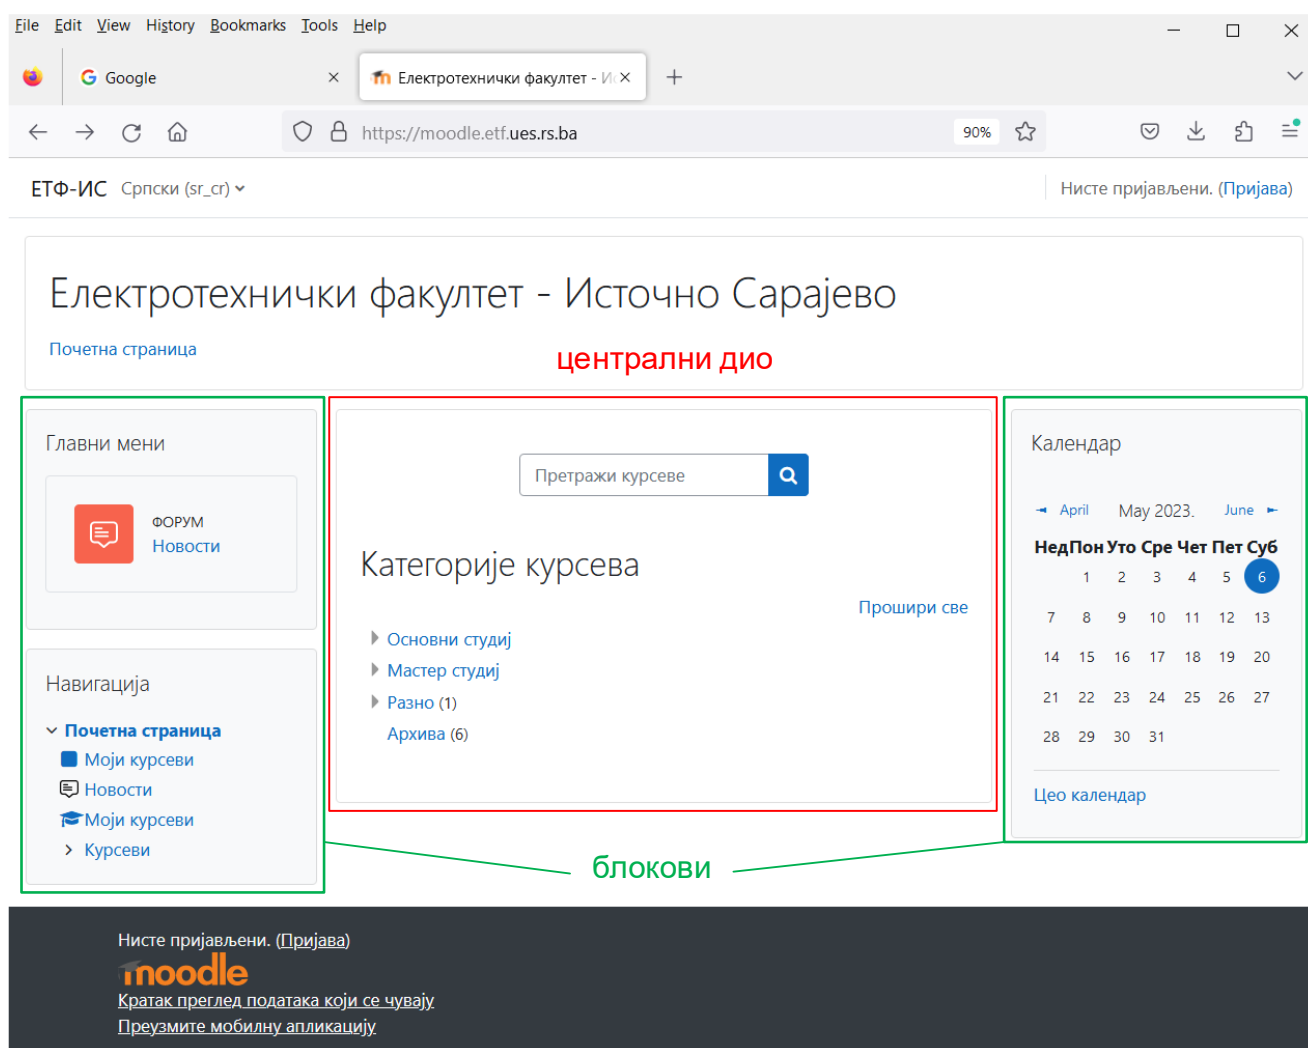 File Edit View History Bookmarks Tools Help
Google
Електротехнички факултет - Ис
https://moodle.etf.ues.rs.ba
90%
ЕТФ-ИС Српски (sr_cr)
Нисте пријављени. (Пријава)
Електротехнички факултет - Источно Сарајево
Почетна страница
централни дио
Главни мени
ФОРУМ
Новости
Навигација
Почетна страница
Моји курсеви
Новости
Моји курсеви
Курсеви
Претражи курсеве
Категорије курсева
Прошири све
Основни студиј
Мастер студиј
Разно (1)
Архива (6)
Календар
April May 2023. June
Нед Пон Уто Сре Чет Пет Суб
1 2 3 4 5 6
7 8 9 10 11 12 13
14 15 16 17 18 19 20
21 22 23 24 25 26 27
28 29 30 31
Цео календар
блокови
Нисте пријављени. (Пријава)
moodle
Кратак преглед података који се чувају
Преузмите мобилну апликацију